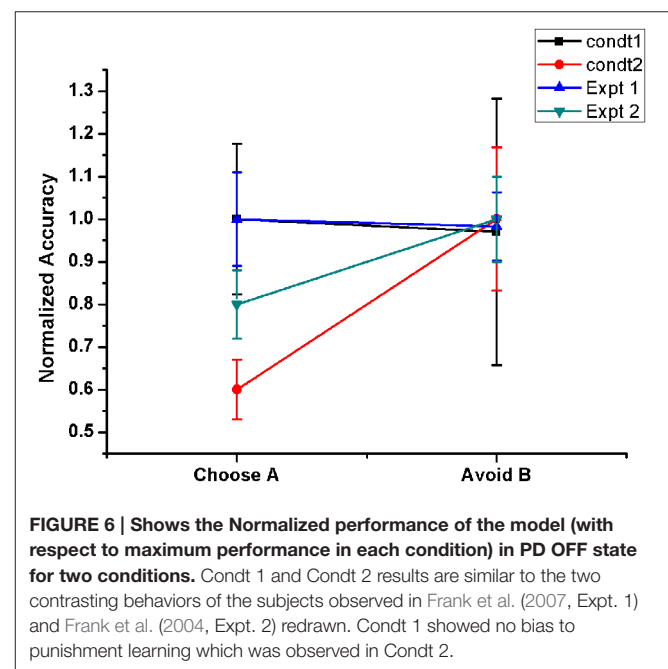 condt1
condt2
Expt 1
Expt 2
1.3
1.2
1.1
1.0
0.9
0.8
0.7
0.6
0.5
Normalized Accuracy
Choose A
Avoid B
FIGURE 6 | Shows the Normalized performance of the model (with
respect to maximum performance in each condition) in PD OFF state
for two conditions. Condt 1 and Condt 2 results are similar to the two
contrasting behaviors of the subjects observed in Frank et al. (2007, Expt. 1)
and Frank et al. (2004, Expt. 2) redrawn. Condt 1 showed no bias to
punishment learning which was observed in Condt 2.